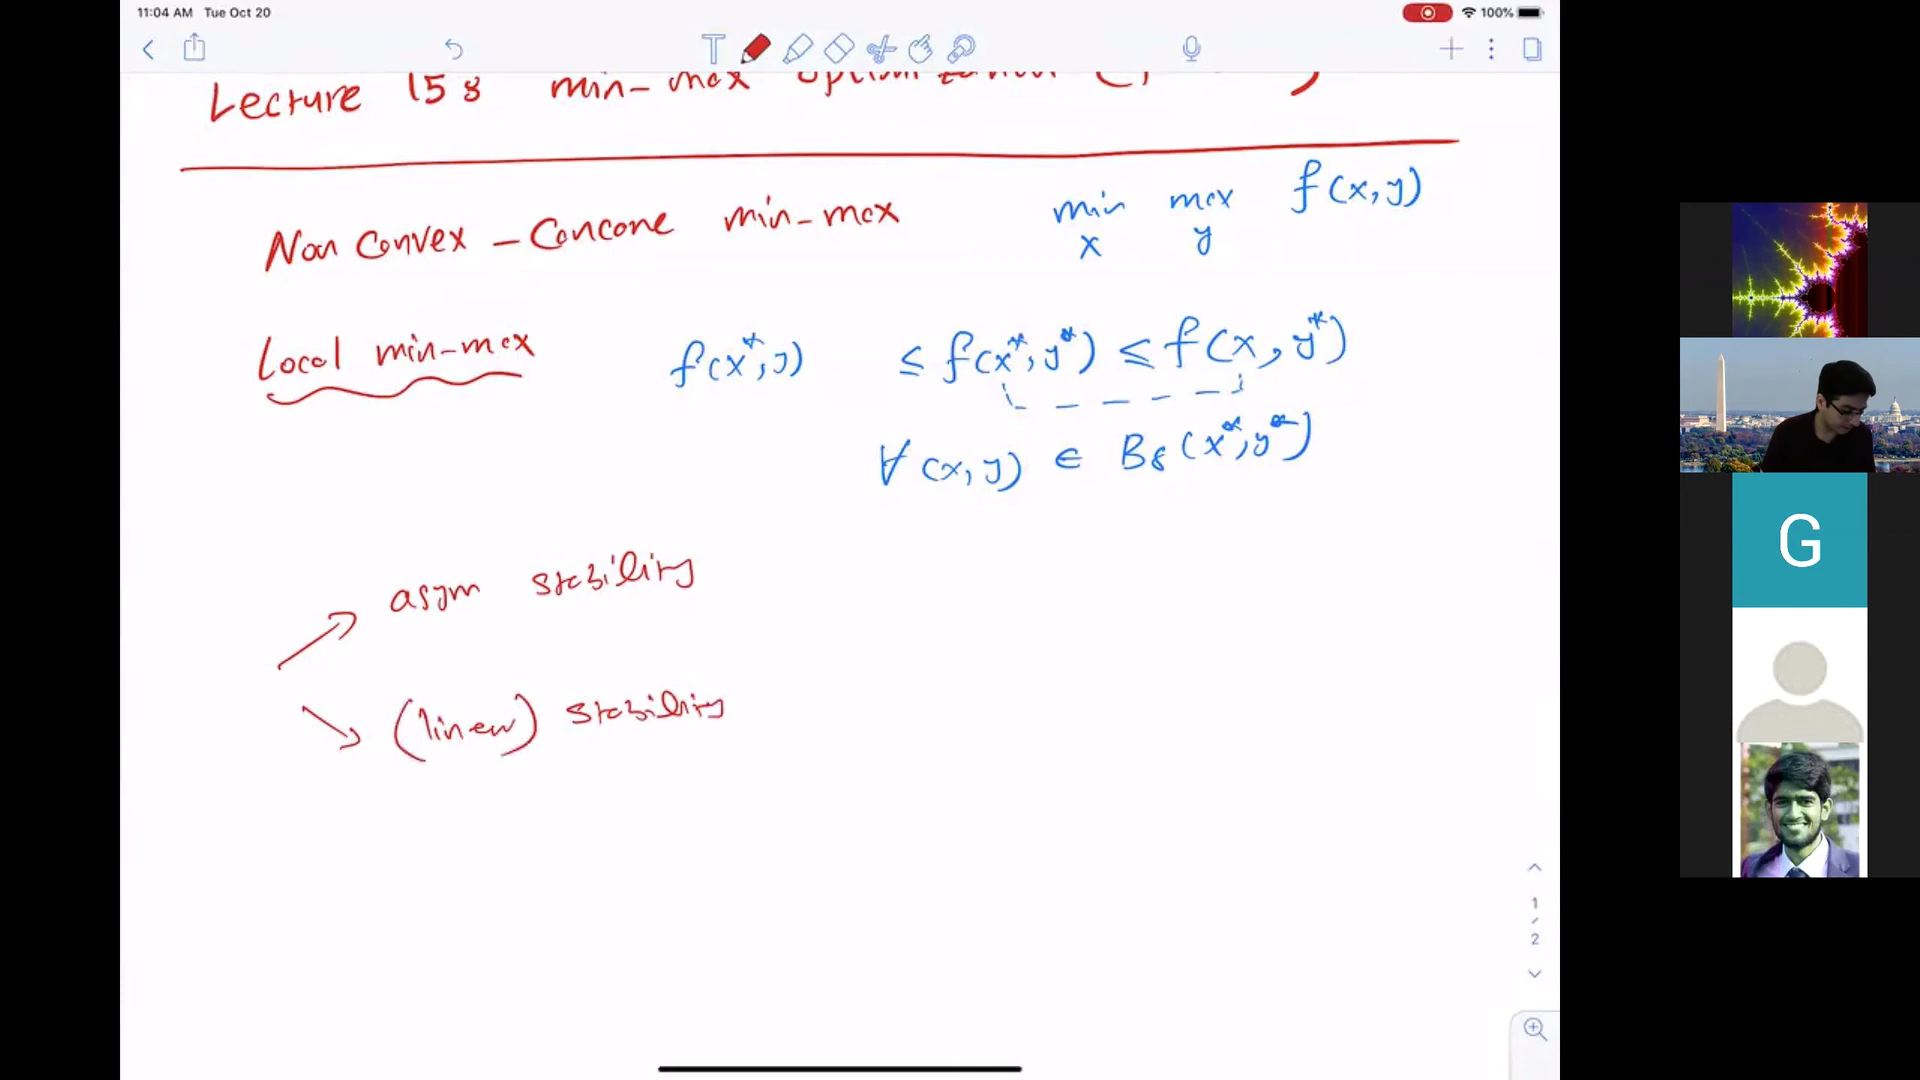 11:04 AM Tue Oct 20
100%
Lecture 15: min-max optimization (
Non Convex - Concave min-max
min max f(x,y)
x y
Local min-max
f(x*,y) ≤ f(x*,y*) ≤ f(x,y*)
∀(x,y) ∈ Bδ(x*,y*)
asym stability
(linear) stability
G
1
/
2